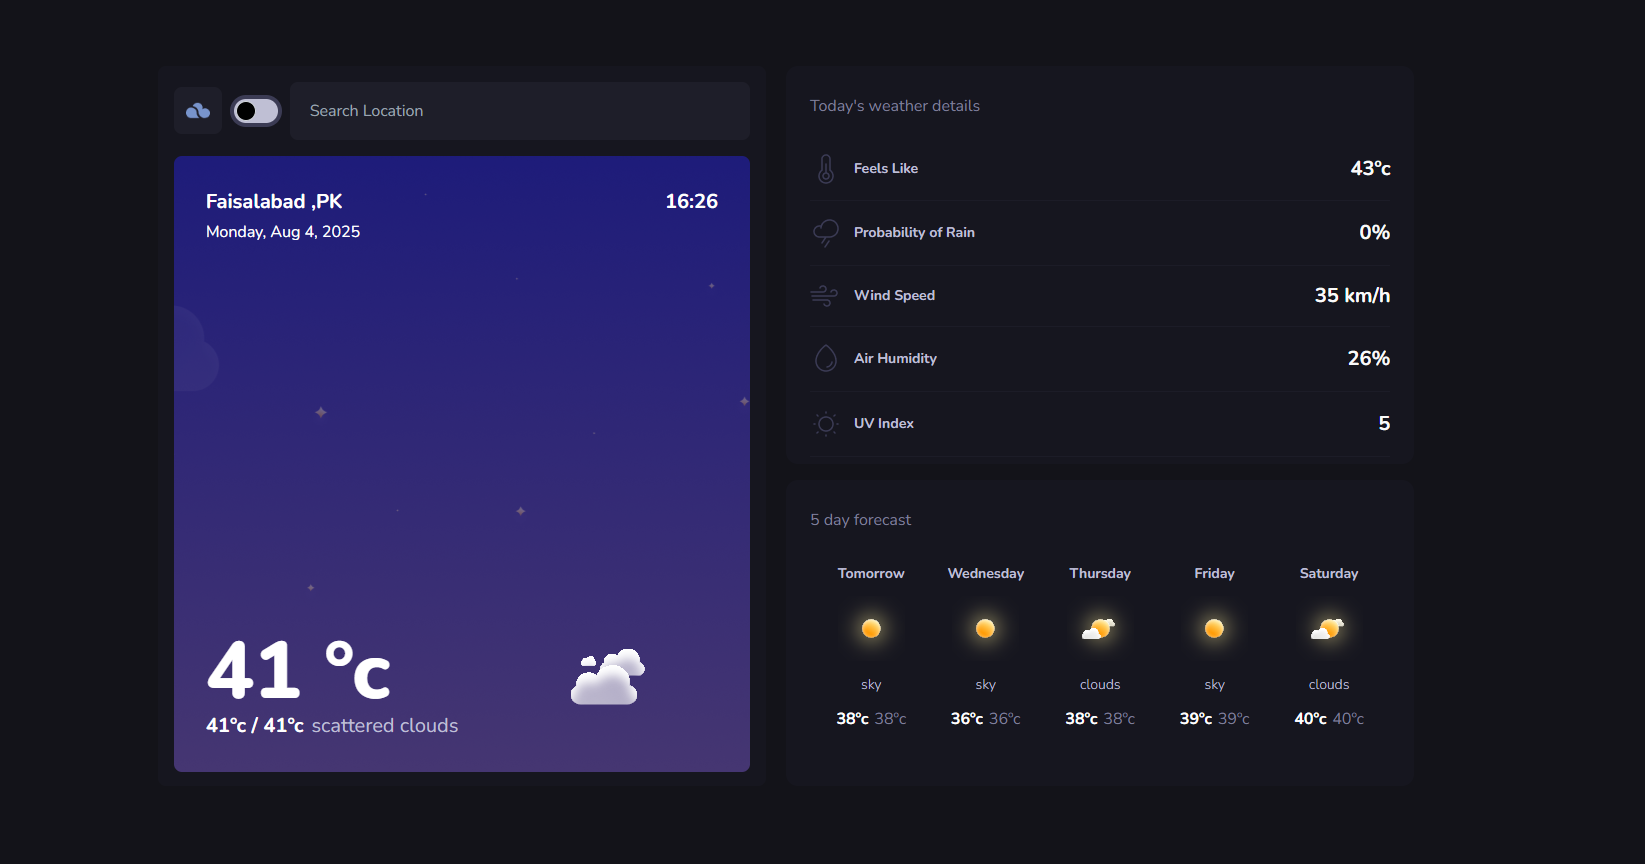 Search Location
Faisalabad ,PK 16:26
Monday, Aug 4, 2025
41 °c
41°c / 41°c scattered clouds
Today's weather details
Feels Like 43°c
Probability of Rain 0%
Wind Speed 35 km/h
Air Humidity 26%
UV Index 5
5 day forecast
Tomorrow Wednesday Thursday Friday Saturday
sky sky clouds sky clouds
38°c 38°c 36°c 36°c 38°c 38°c 39°c 39°c 40°c 40°c